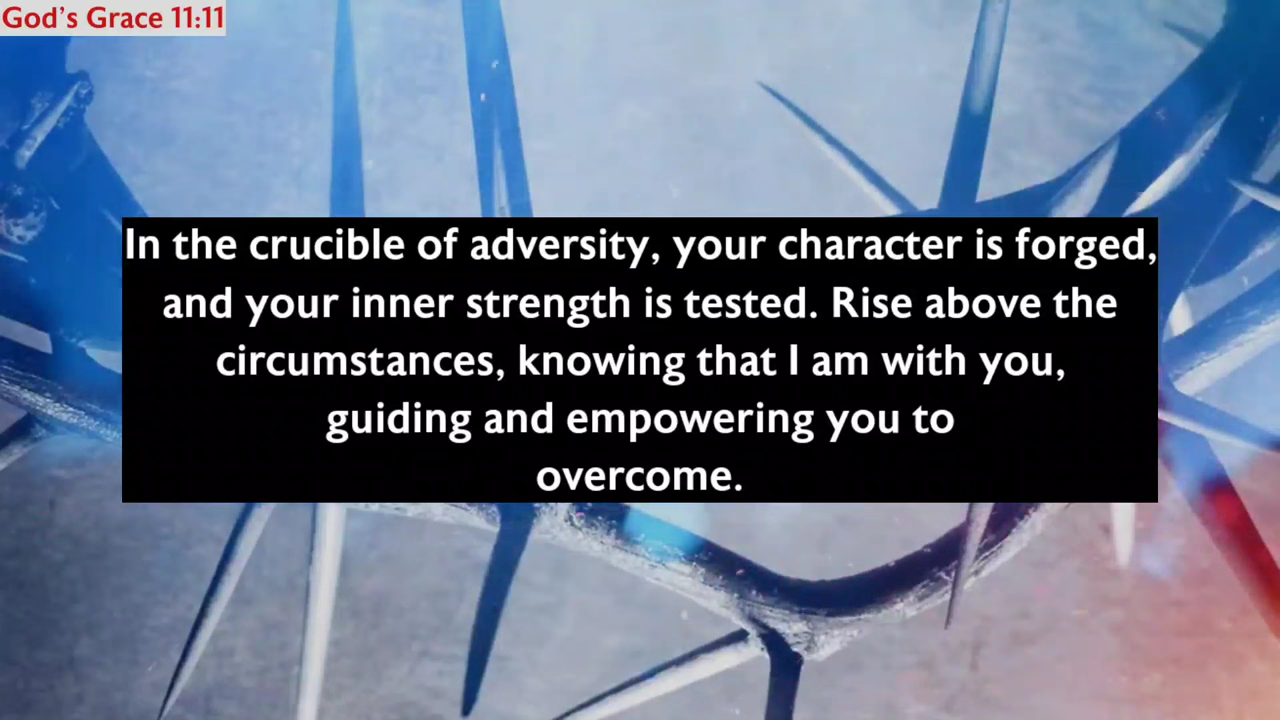 God's Grace 11:11
In the crucible of adversity, your character is forged,
and your inner strength is tested. Rise above the
circumstances, knowing that I am with you,
guiding and empowering you to
overcome.